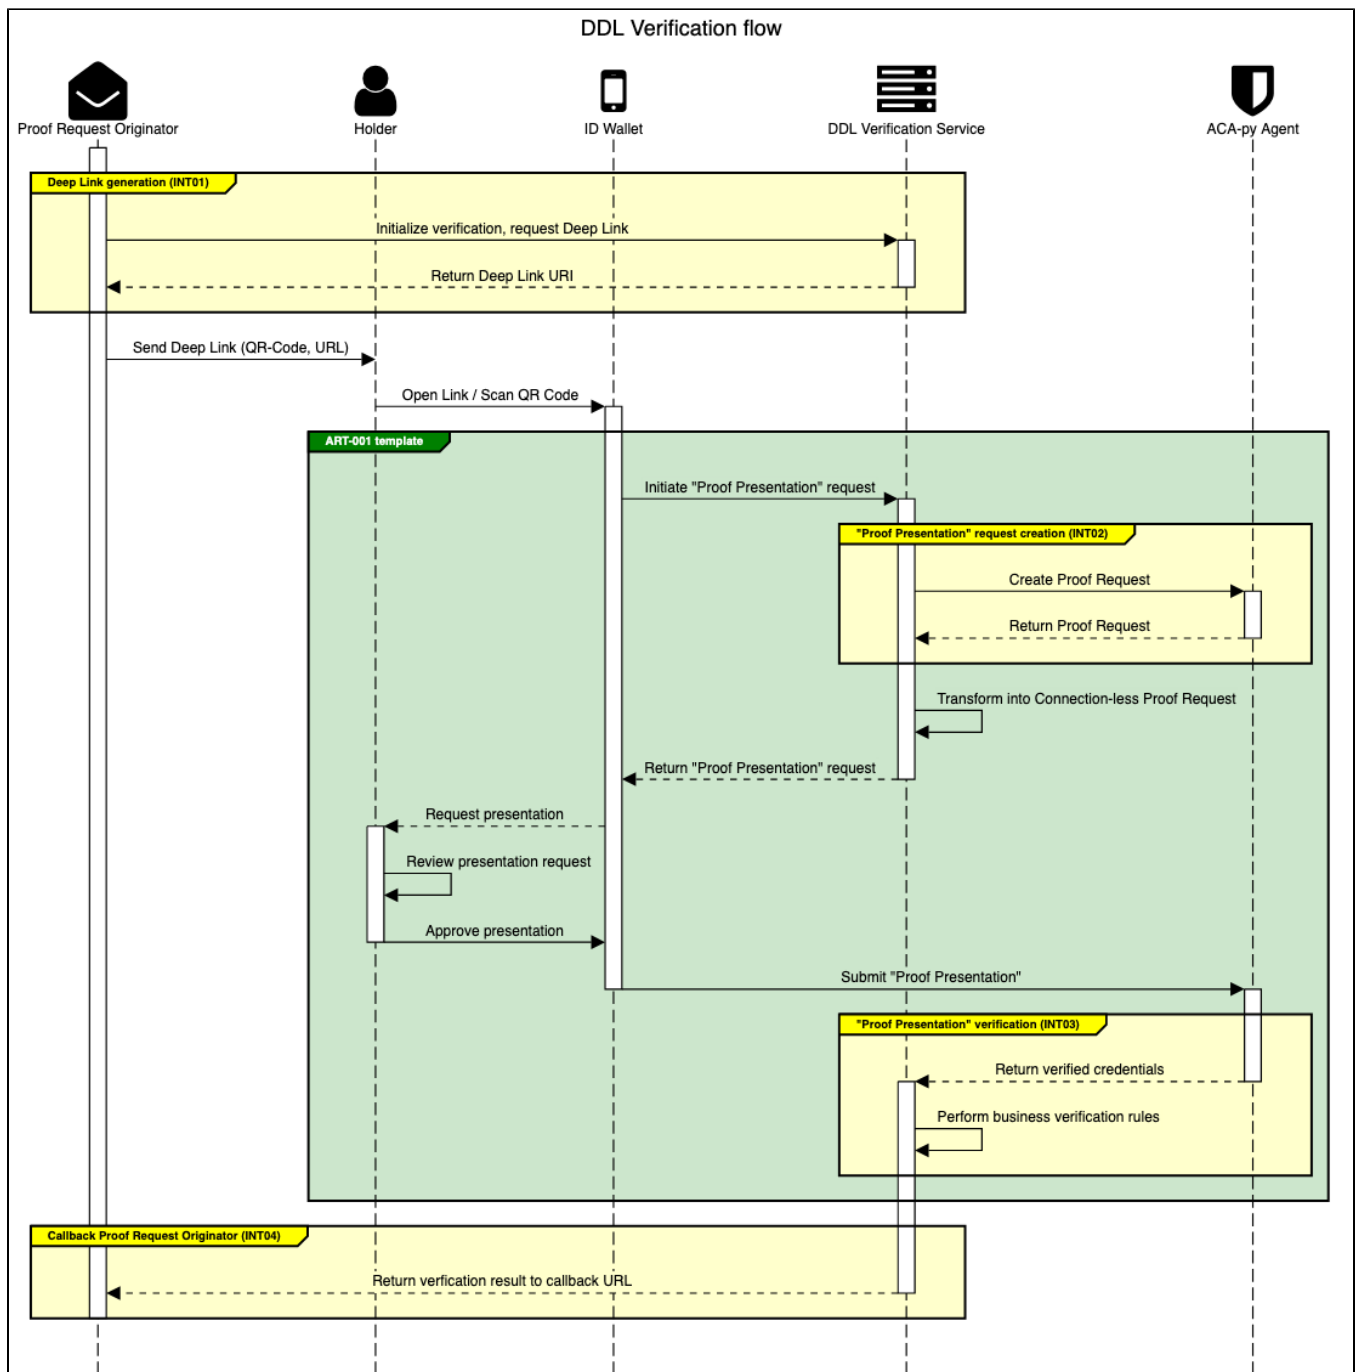 DDL Verification flow
Proof Request Originator
Holder
ID Wallet
DDL Verification Service
ACA-py Agent
Deep Link generation (INT01)
Initialize verification, request Deep Link
Return Deep Link URI
Send Deep Link (QR-Code, URL)
Open Link / Scan QR Code
ART-001 template
Initiate "Proof Presentation" request
"Proof Presentation" request creation (INT02)
Create Proof Request
Return Proof Request
Transform into Connection-less Proof Request
Return "Proof Presentation" request
Request presentation
Review presentation request
Approve presentation
Submit "Proof Presentation"
"Proof Presentation" verification (INT03)
Return verified credentials
Perform business verification rules
Callback Proof Request Originator (INT04)
Return verfication result to callback URL